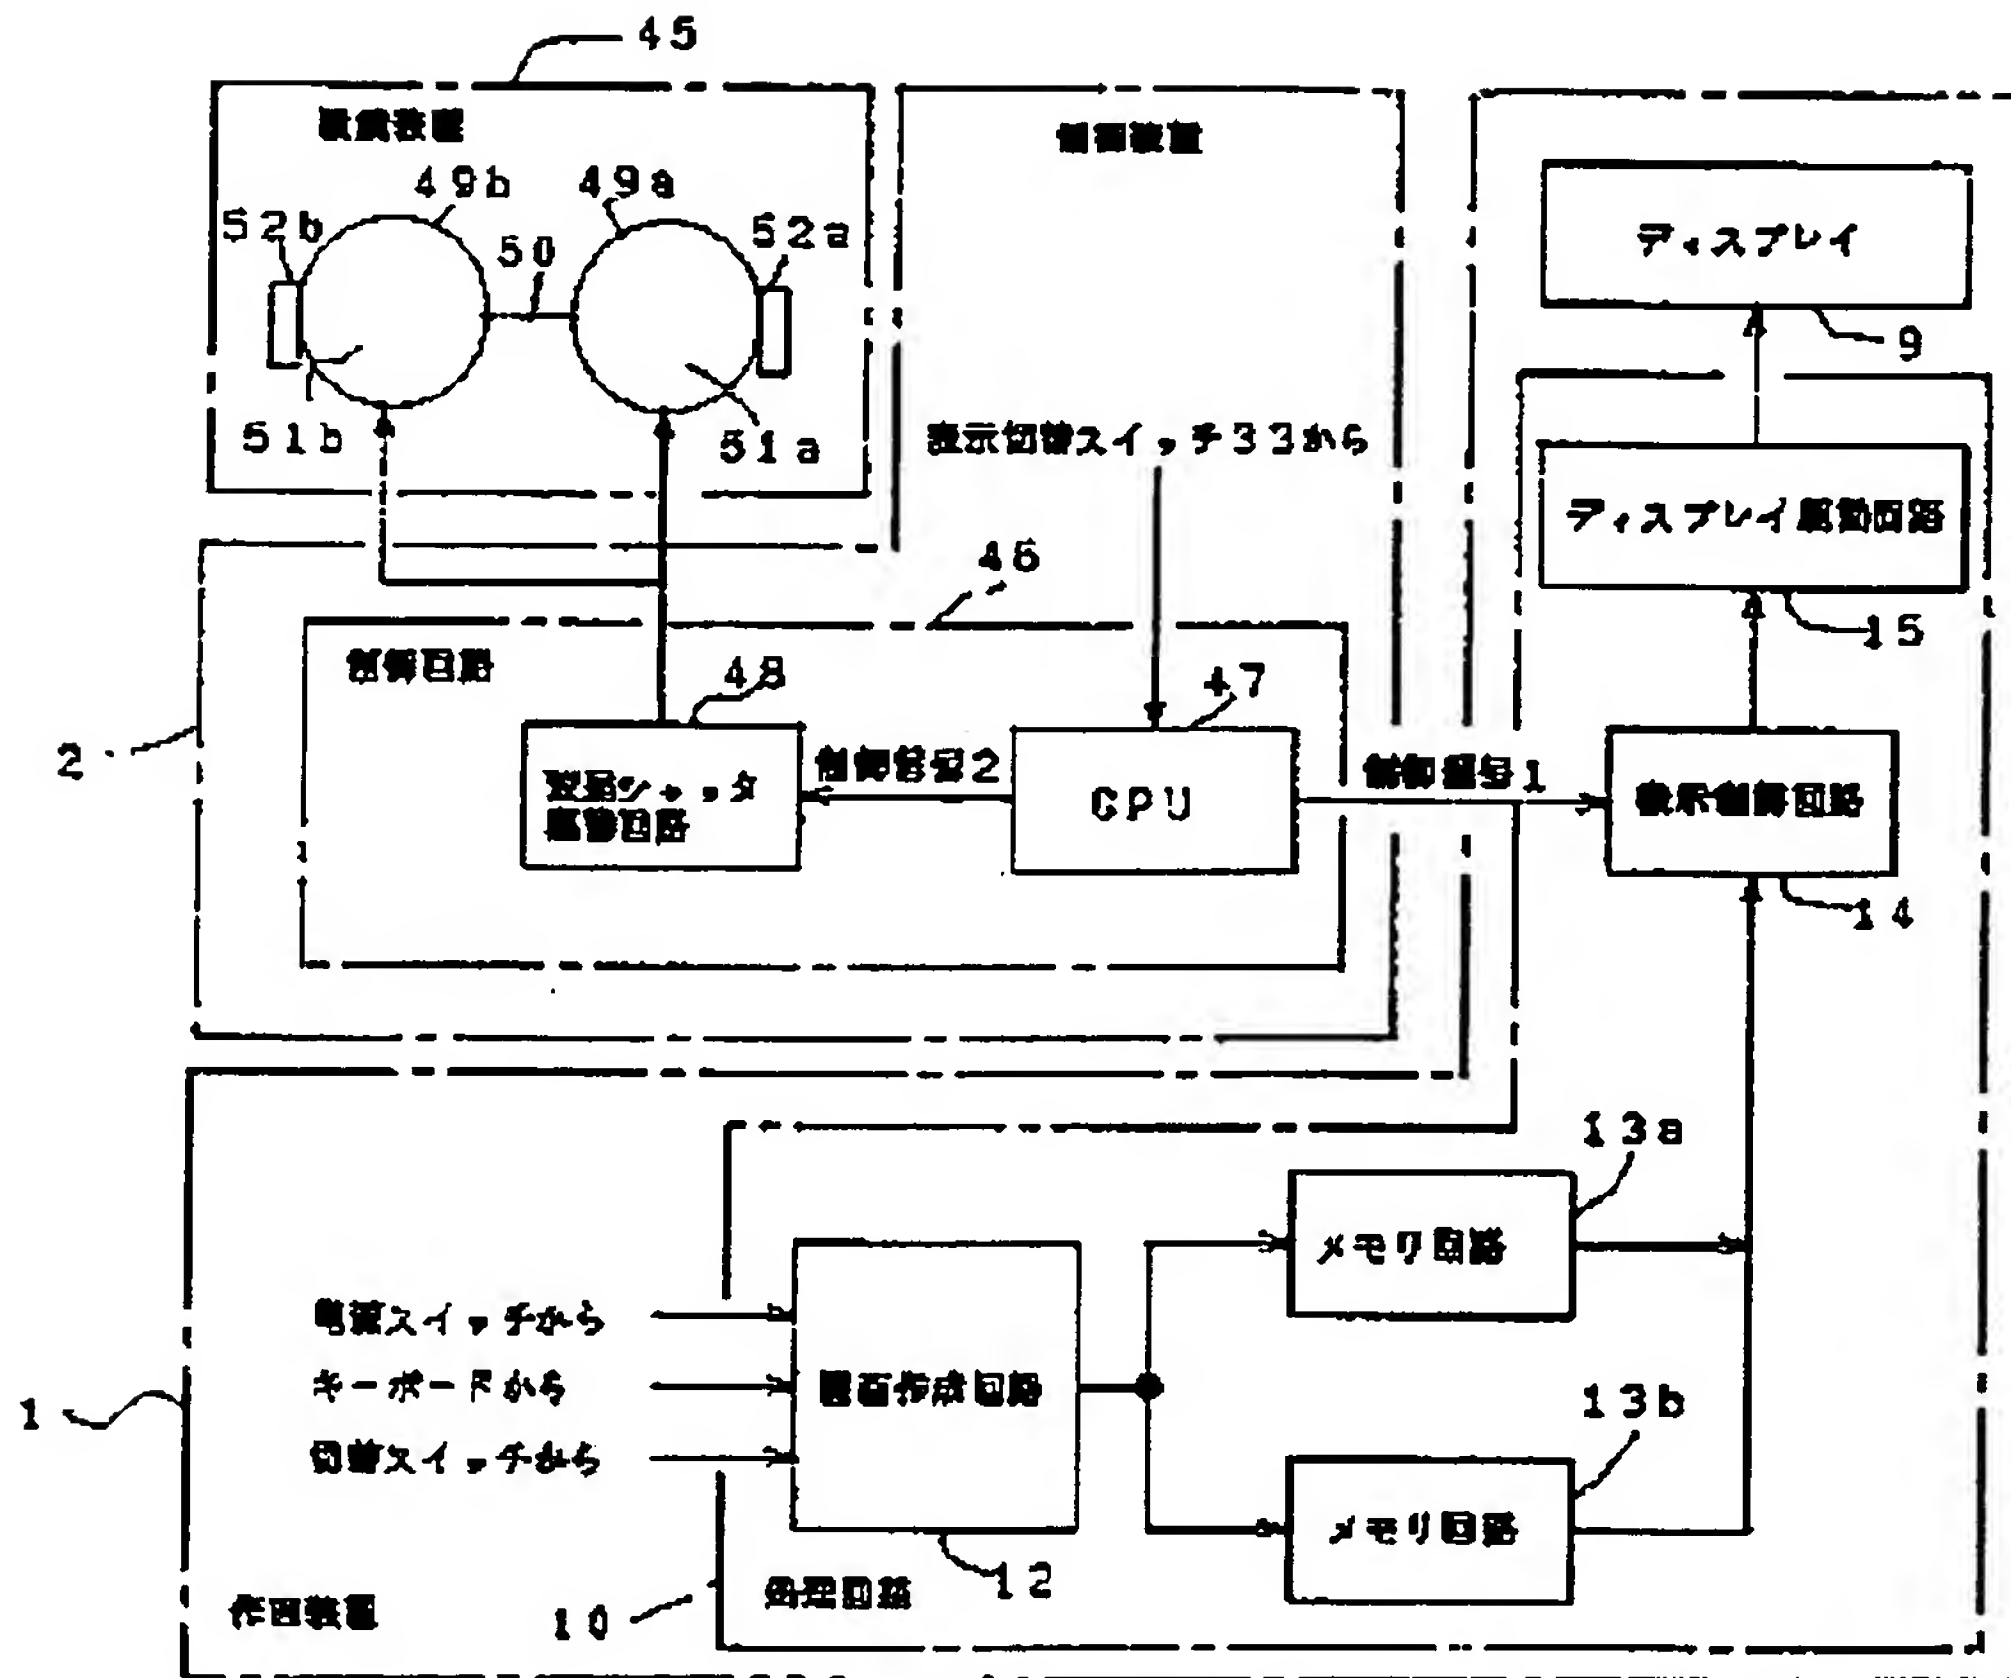 45
49b
49a
52b
50
52a
51b
51a
制御装置
ディスプレイ
9
表示切替スイッチ33から
ディスプレイ駆動回路
15
46
制御回路
48
47
2
制御信号2
CPU
制御信号1
表示制御回路
14
駆動回路
13a
メモリ回路
電源スイッチから
キーボードから
切替スイッチから
画面作成回路
1
13b
メモリ回路
12
10
処理回路
作画装置